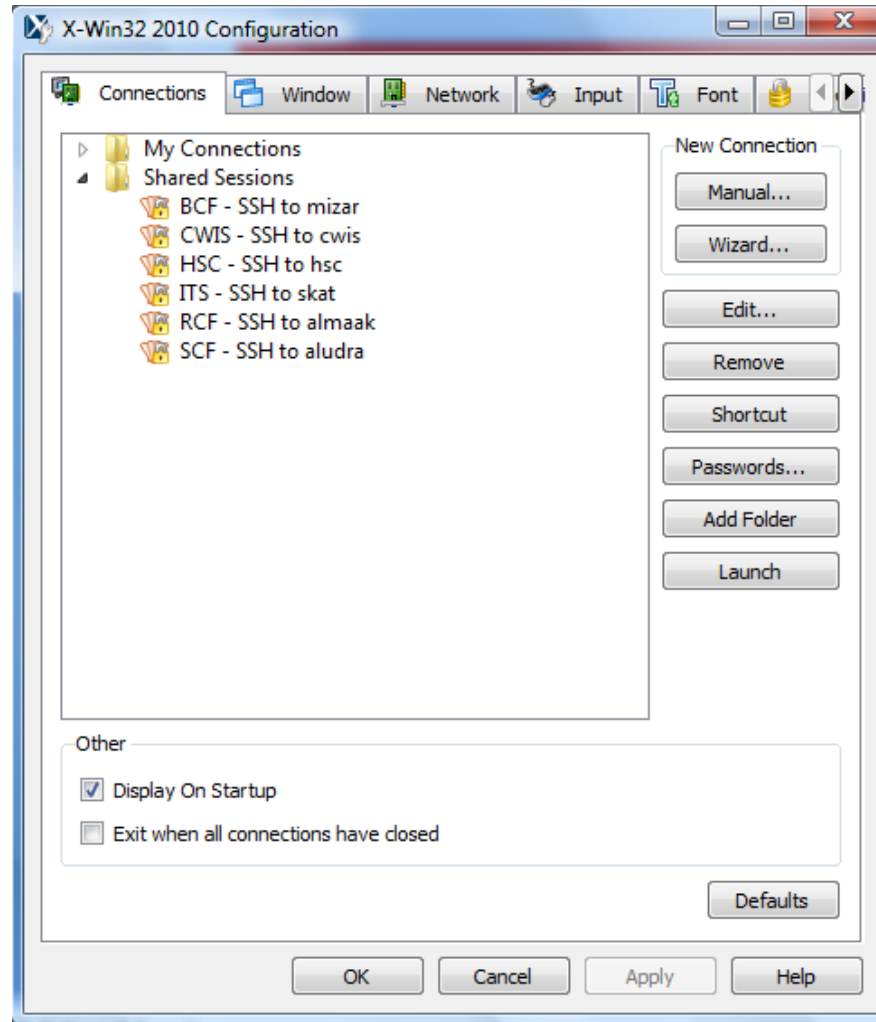 X-Win32 2010 Configuration
Connections
Window
Network
Input
Font
My Connections
Shared Sessions
BCF - SSH to mizar
CWIS - SSH to cwis
HSC - SSH to hsc
ITS - SSH to skat
RCF - SSH to almaak
SCF - SSH to aludra
New Connection
Manual...
Wizard...
Edit...
Remove
Shortcut
Passwords...
Add Folder
Launch
Other
Display On Startup
Exit when all connections have closed
Defaults
OK
Cancel
Apply
Help